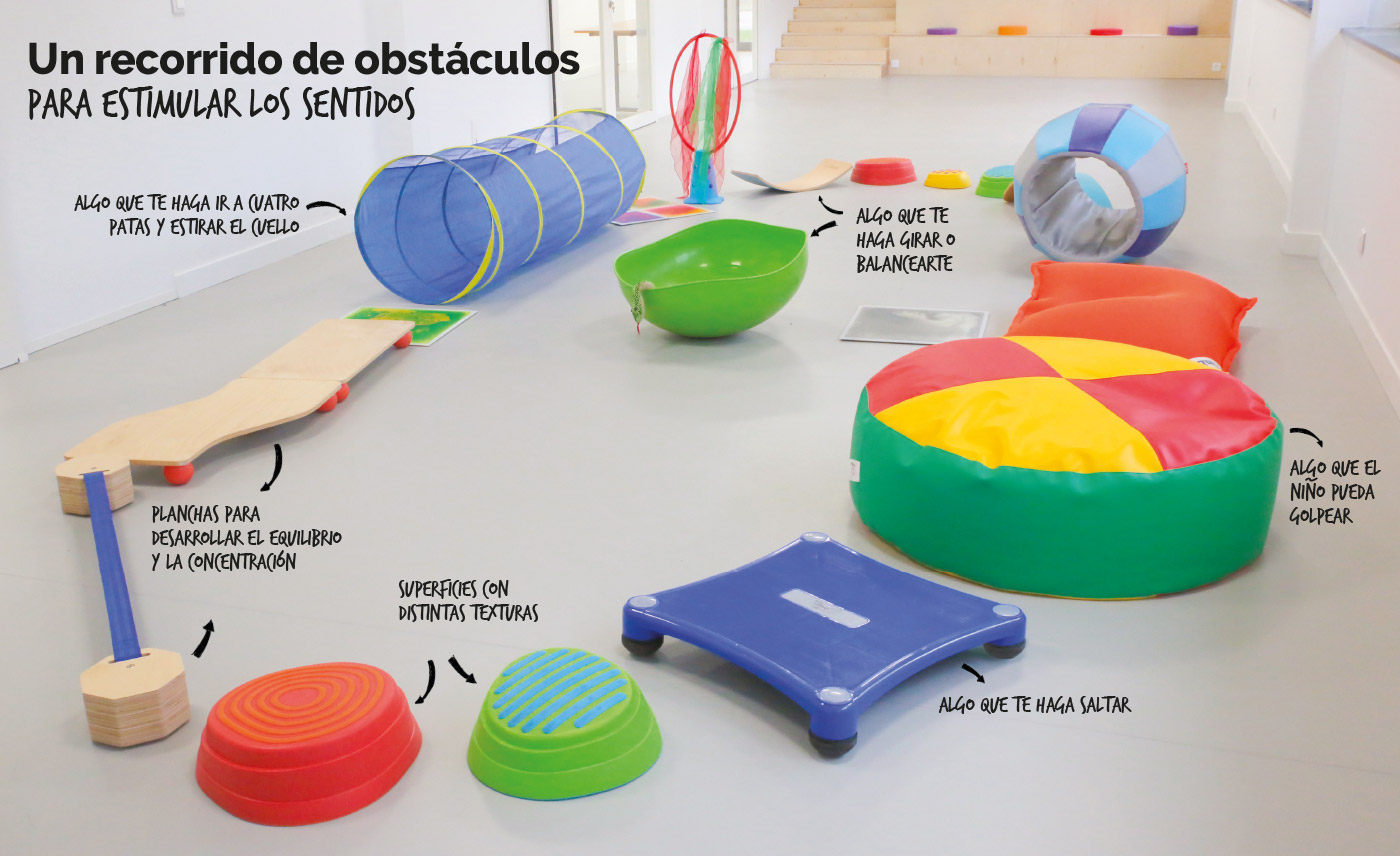 Un recorrido de obstáculos
PARA ESTIMULAR LOS SENTIDOS
ALGO QUE TE HAGA IR A CUATRO
PATAS Y ESTIRAR EL CUELLO
ALGO QUE TE
HAGA GIRAR O
BALANCEARTE
ALGO QUE EL
NIÑO PUEDA
GOLPEAR
PLANCHAS PARA
DESARROLLAR EL EQUILIBRIO
Y LA CONCENTRACIÓN
SUPERFICIES CON
DISTINTAS TEXTURAS
ALGO QUE TE HAGA SALTAR